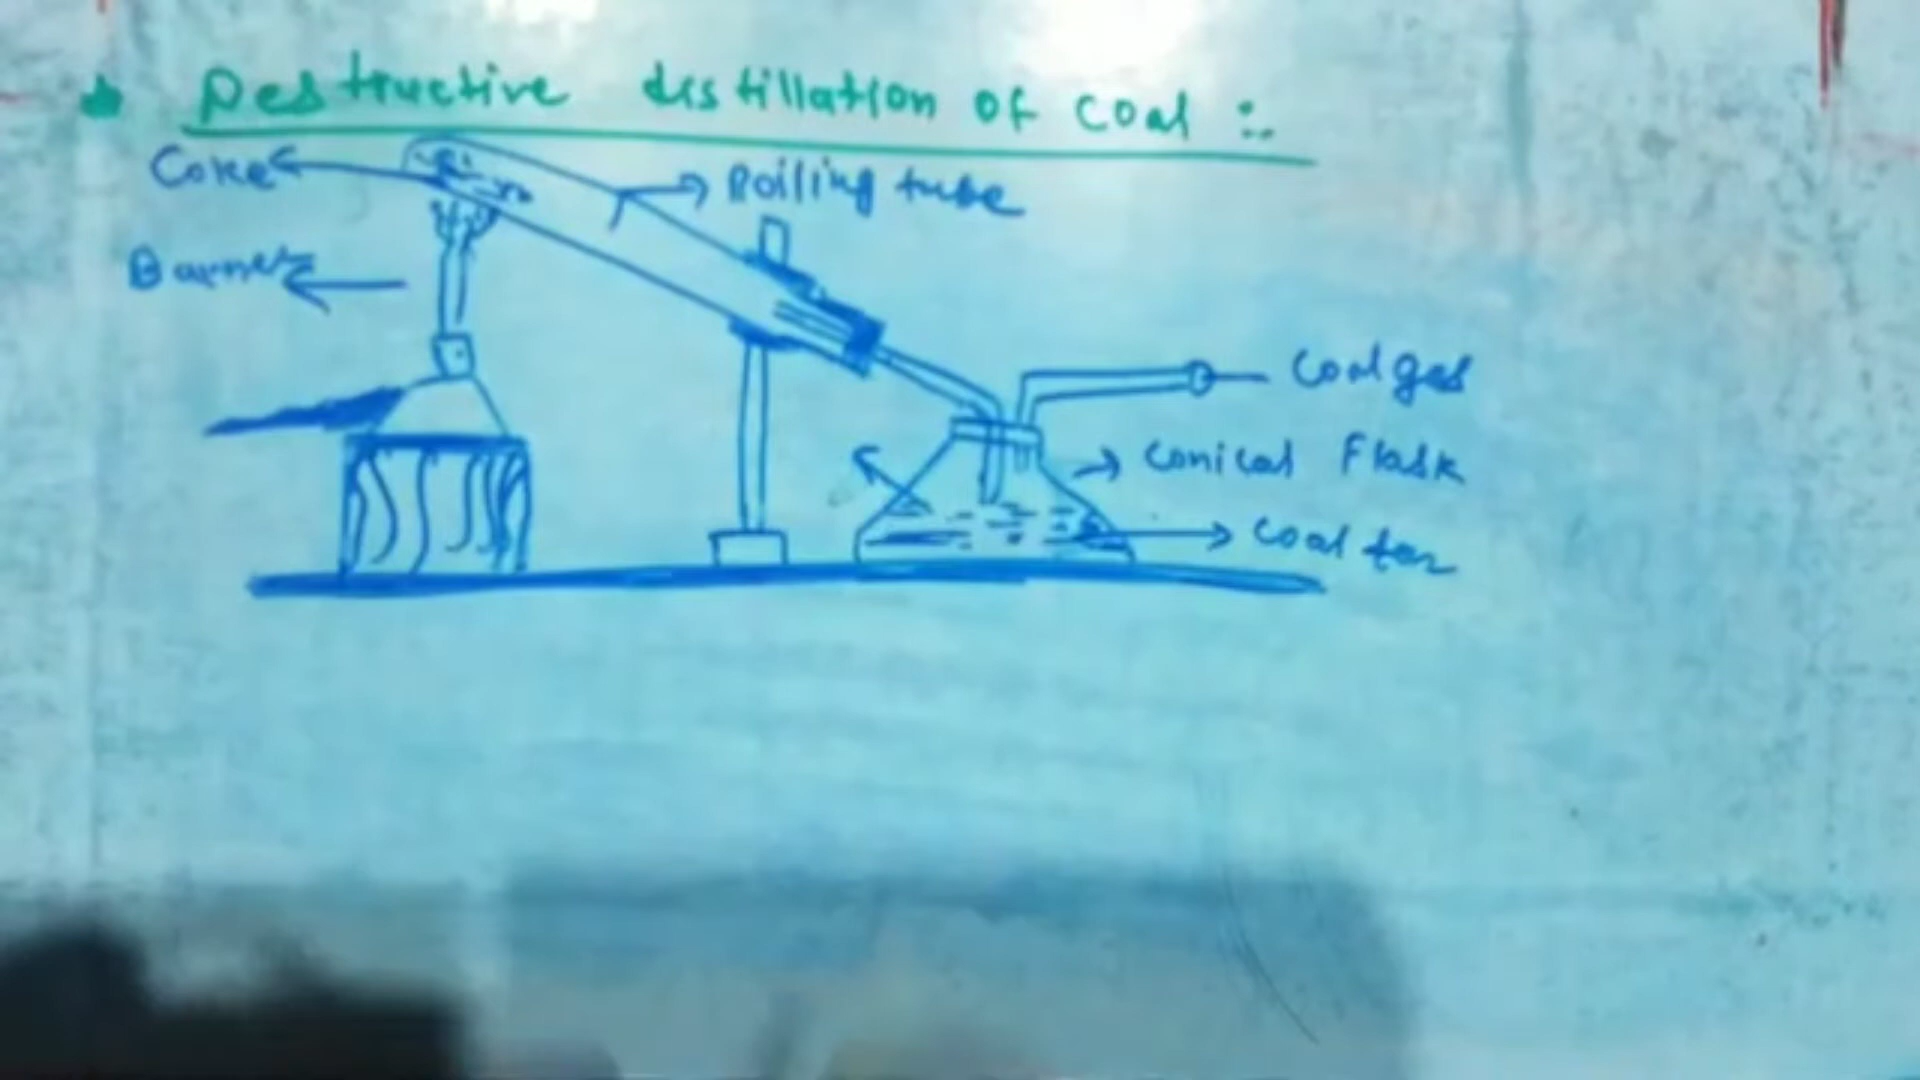 Destructive distillation of coal :-
Coke
Boiling tube
Burner
Coal gas
Conical Flask
Coal tar